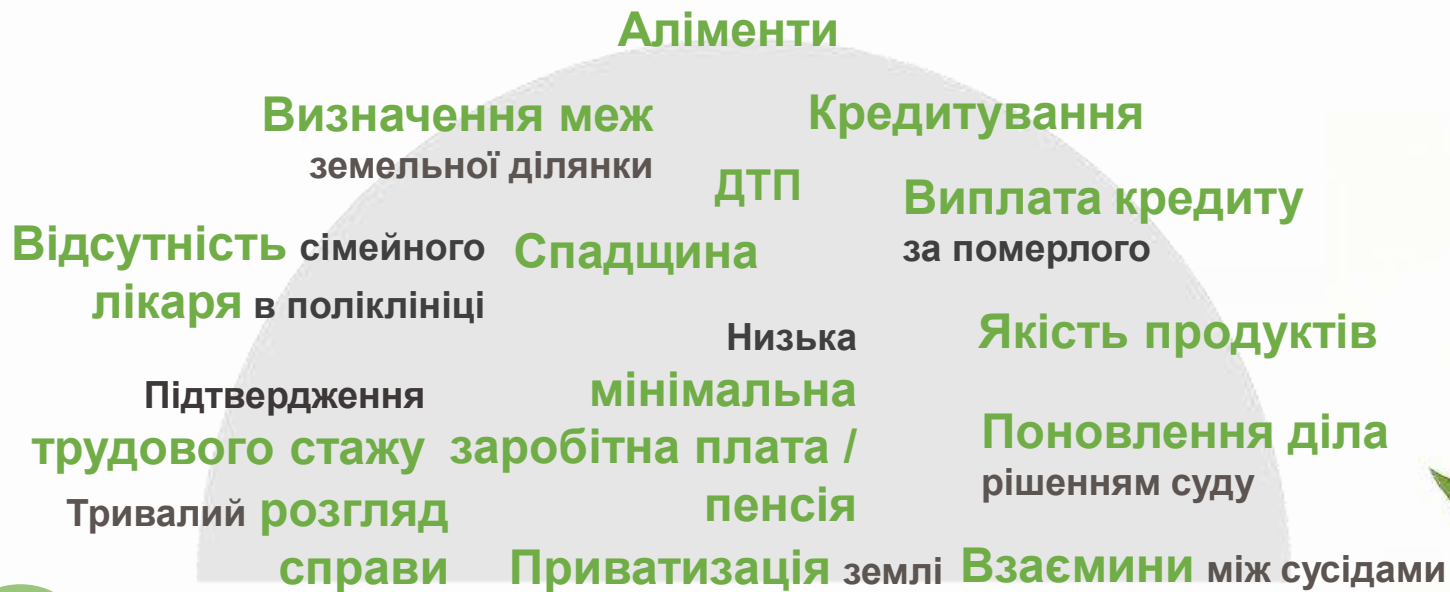 Аліменти
Визначення меж
земельної ділянки
Кредитування
ДТП
Виплата кредиту
за померлого
Відсутність сімейного
лікаря в поліклініці
Спадщина
Низька
мінімальна
заробітна плата /
пенсія
Якість продуктів
Підтвердження
трудового стажу
Поновлення діла
рішенням суду
Тривалий розгляд
справи
Приватизація землі
Взаємини між сусідами